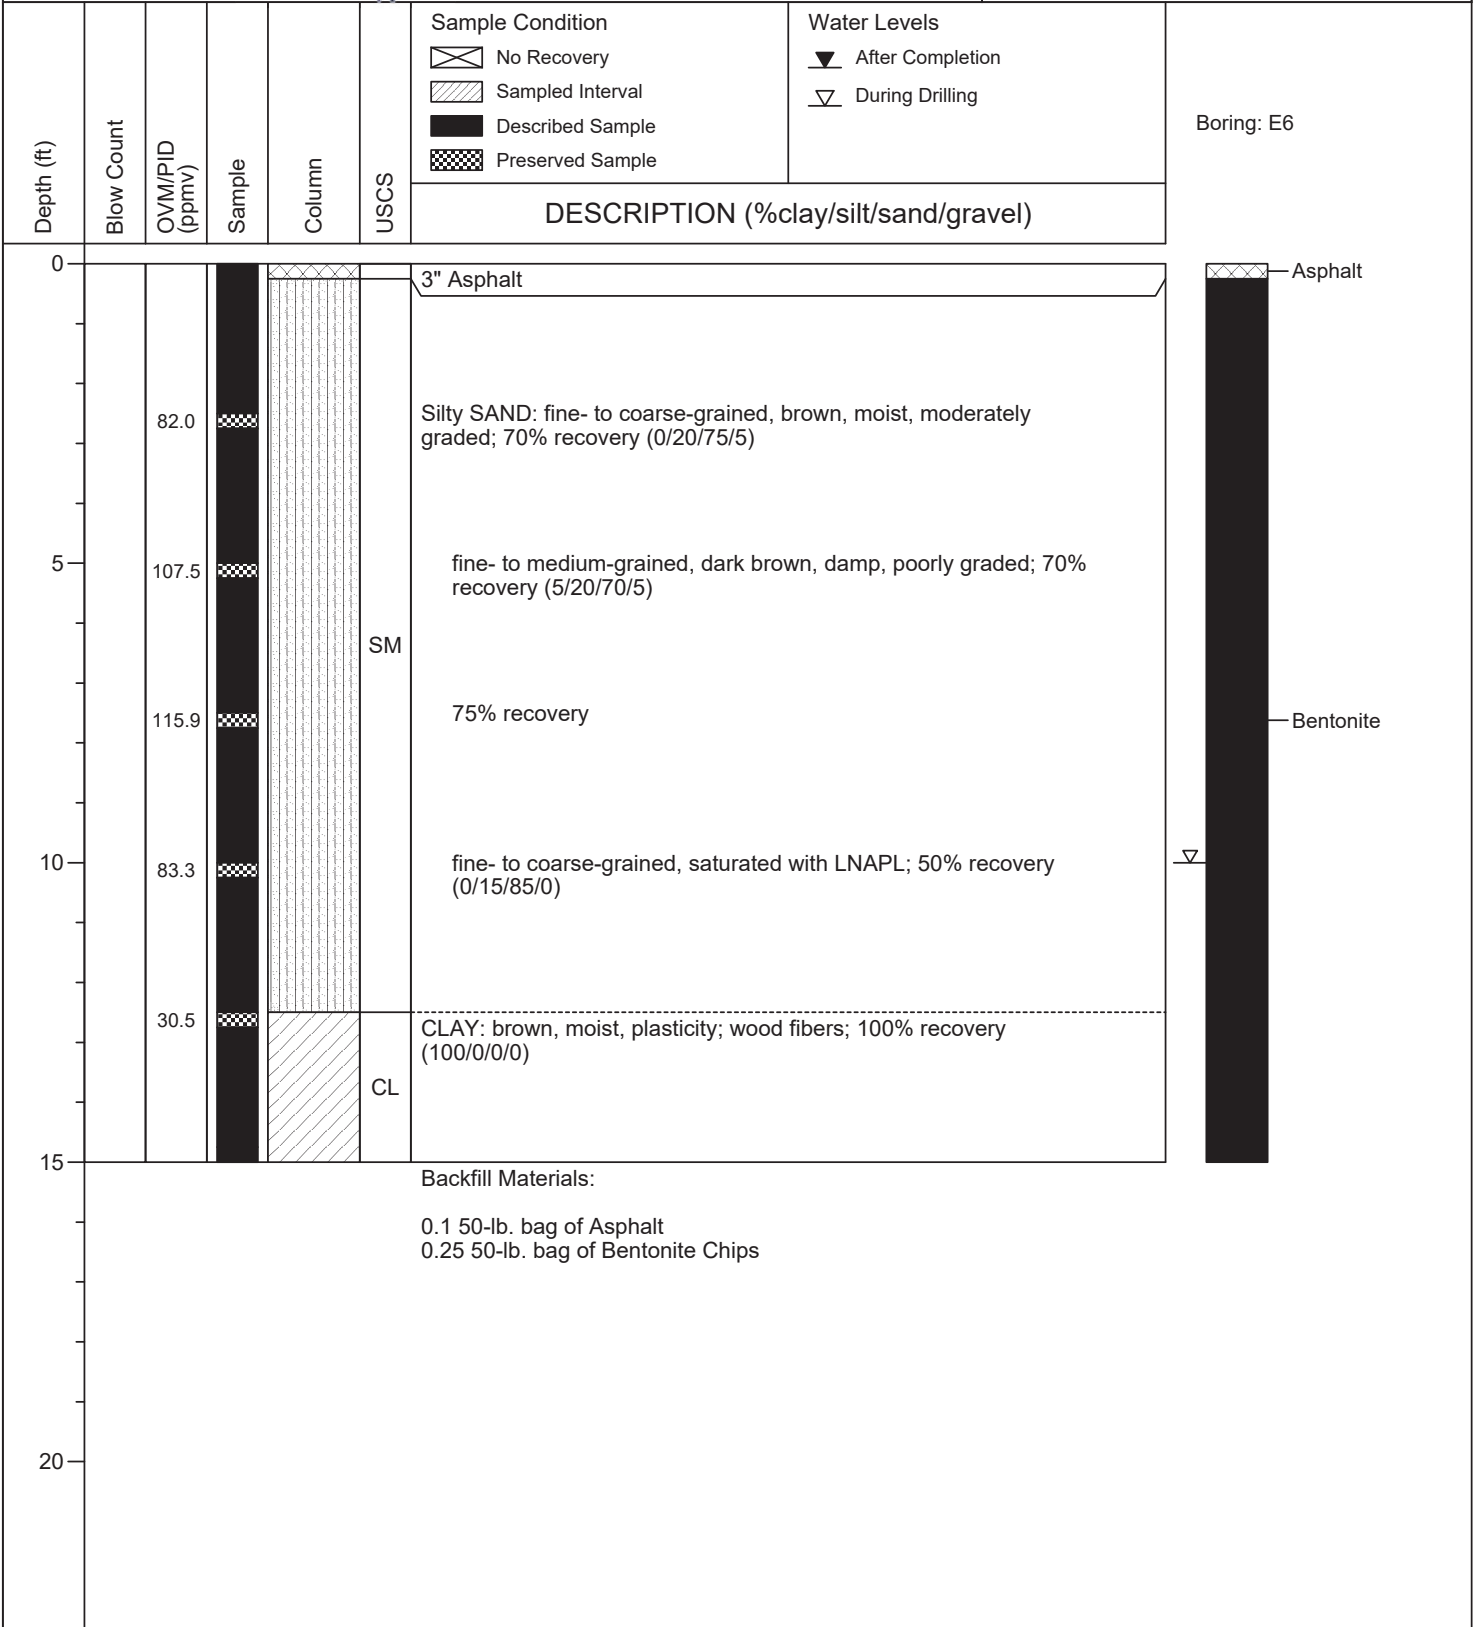 Sample Condition
No Recovery
Sampled Interval
Described Sample
Preserved Sample
Water Levels
After Completion
During Drilling
Boring: E6
Depth (ft)
Blow Count
OVM/PID
(ppmv)
Sample
Column
USCS
DESCRIPTION (%clay/silt/sand/gravel)
0
3" Asphalt
Asphalt
82.0
Silty SAND: fine- to coarse-grained, brown, moist, moderately
graded; 70% recovery (0/20/75/5)
5
107.5
fine- to medium-grained, dark brown, damp, poorly graded; 70%
recovery (5/20/70/5)
SM
115.9
75% recovery
Bentonite
10
83.3
fine- to coarse-grained, saturated with LNAPL; 50% recovery
(0/15/85/0)
30.5
CLAY: brown, moist, plasticity; wood fibers; 100% recovery
(100/0/0/0)
CL
15
Backfill Materials:
0.1 50-lb. bag of Asphalt
0.25 50-lb. bag of Bentonite Chips
20